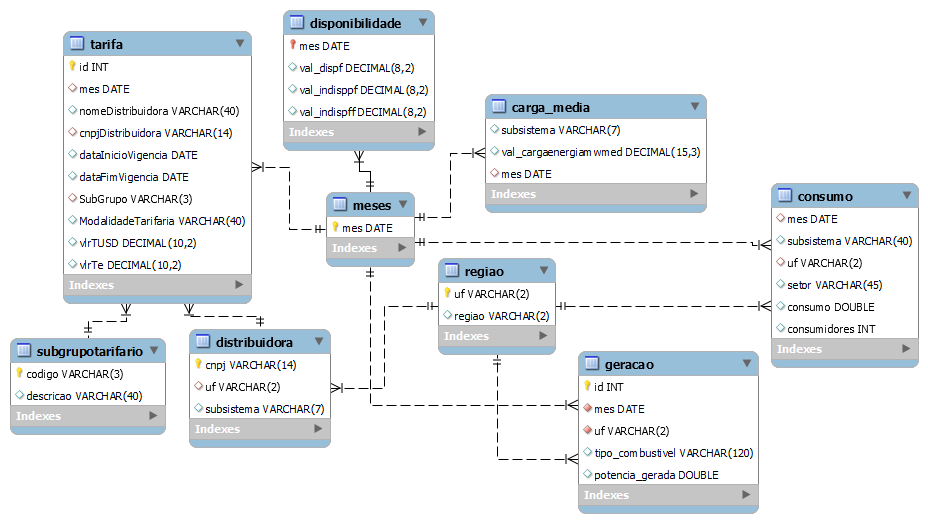 disponibilidade
mes DATE
val_dispf DECIMAL(8,2)
val_indisppf DECIMAL(8,2)
val_indispff DECIMAL(8,2)
Indexes
tarifa
id INT
mes DATE
nomeDistribuidora VARCHAR(40)
cnpjDistribuidora VARCHAR(14)
dataInicioVigencia DATE
dataFimVigencia DATE
SubGrupo VARCHAR(3)
ModalidadeTarifaria VARCHAR(40)
vlrTUSD DECIMAL(10,2)
vlrTe DECIMAL(10,2)
Indexes
carga_media
subsistema VARCHAR(7)
val_cargaenergiamwmed DECIMAL(15,3)
mes DATE
Indexes
meses
mes DATE
Indexes
consumo
mes DATE
subsistema VARCHAR(40)
uf VARCHAR(2)
setor VARCHAR(45)
consumo DOUBLE
consumidores INT
Indexes
regiao
uf VARCHAR(2)
regiao VARCHAR(2)
Indexes
subgrupotarifario
codigo VARCHAR(3)
descricao VARCHAR(40)
Indexes
distribuidora
cnpj VARCHAR(14)
uf VARCHAR(2)
subsistema VARCHAR(7)
Indexes
geracao
id INT
mes DATE
uf VARCHAR(2)
tipo_combustivel VARCHAR(120)
potencia_gerada DOUBLE
Indexes